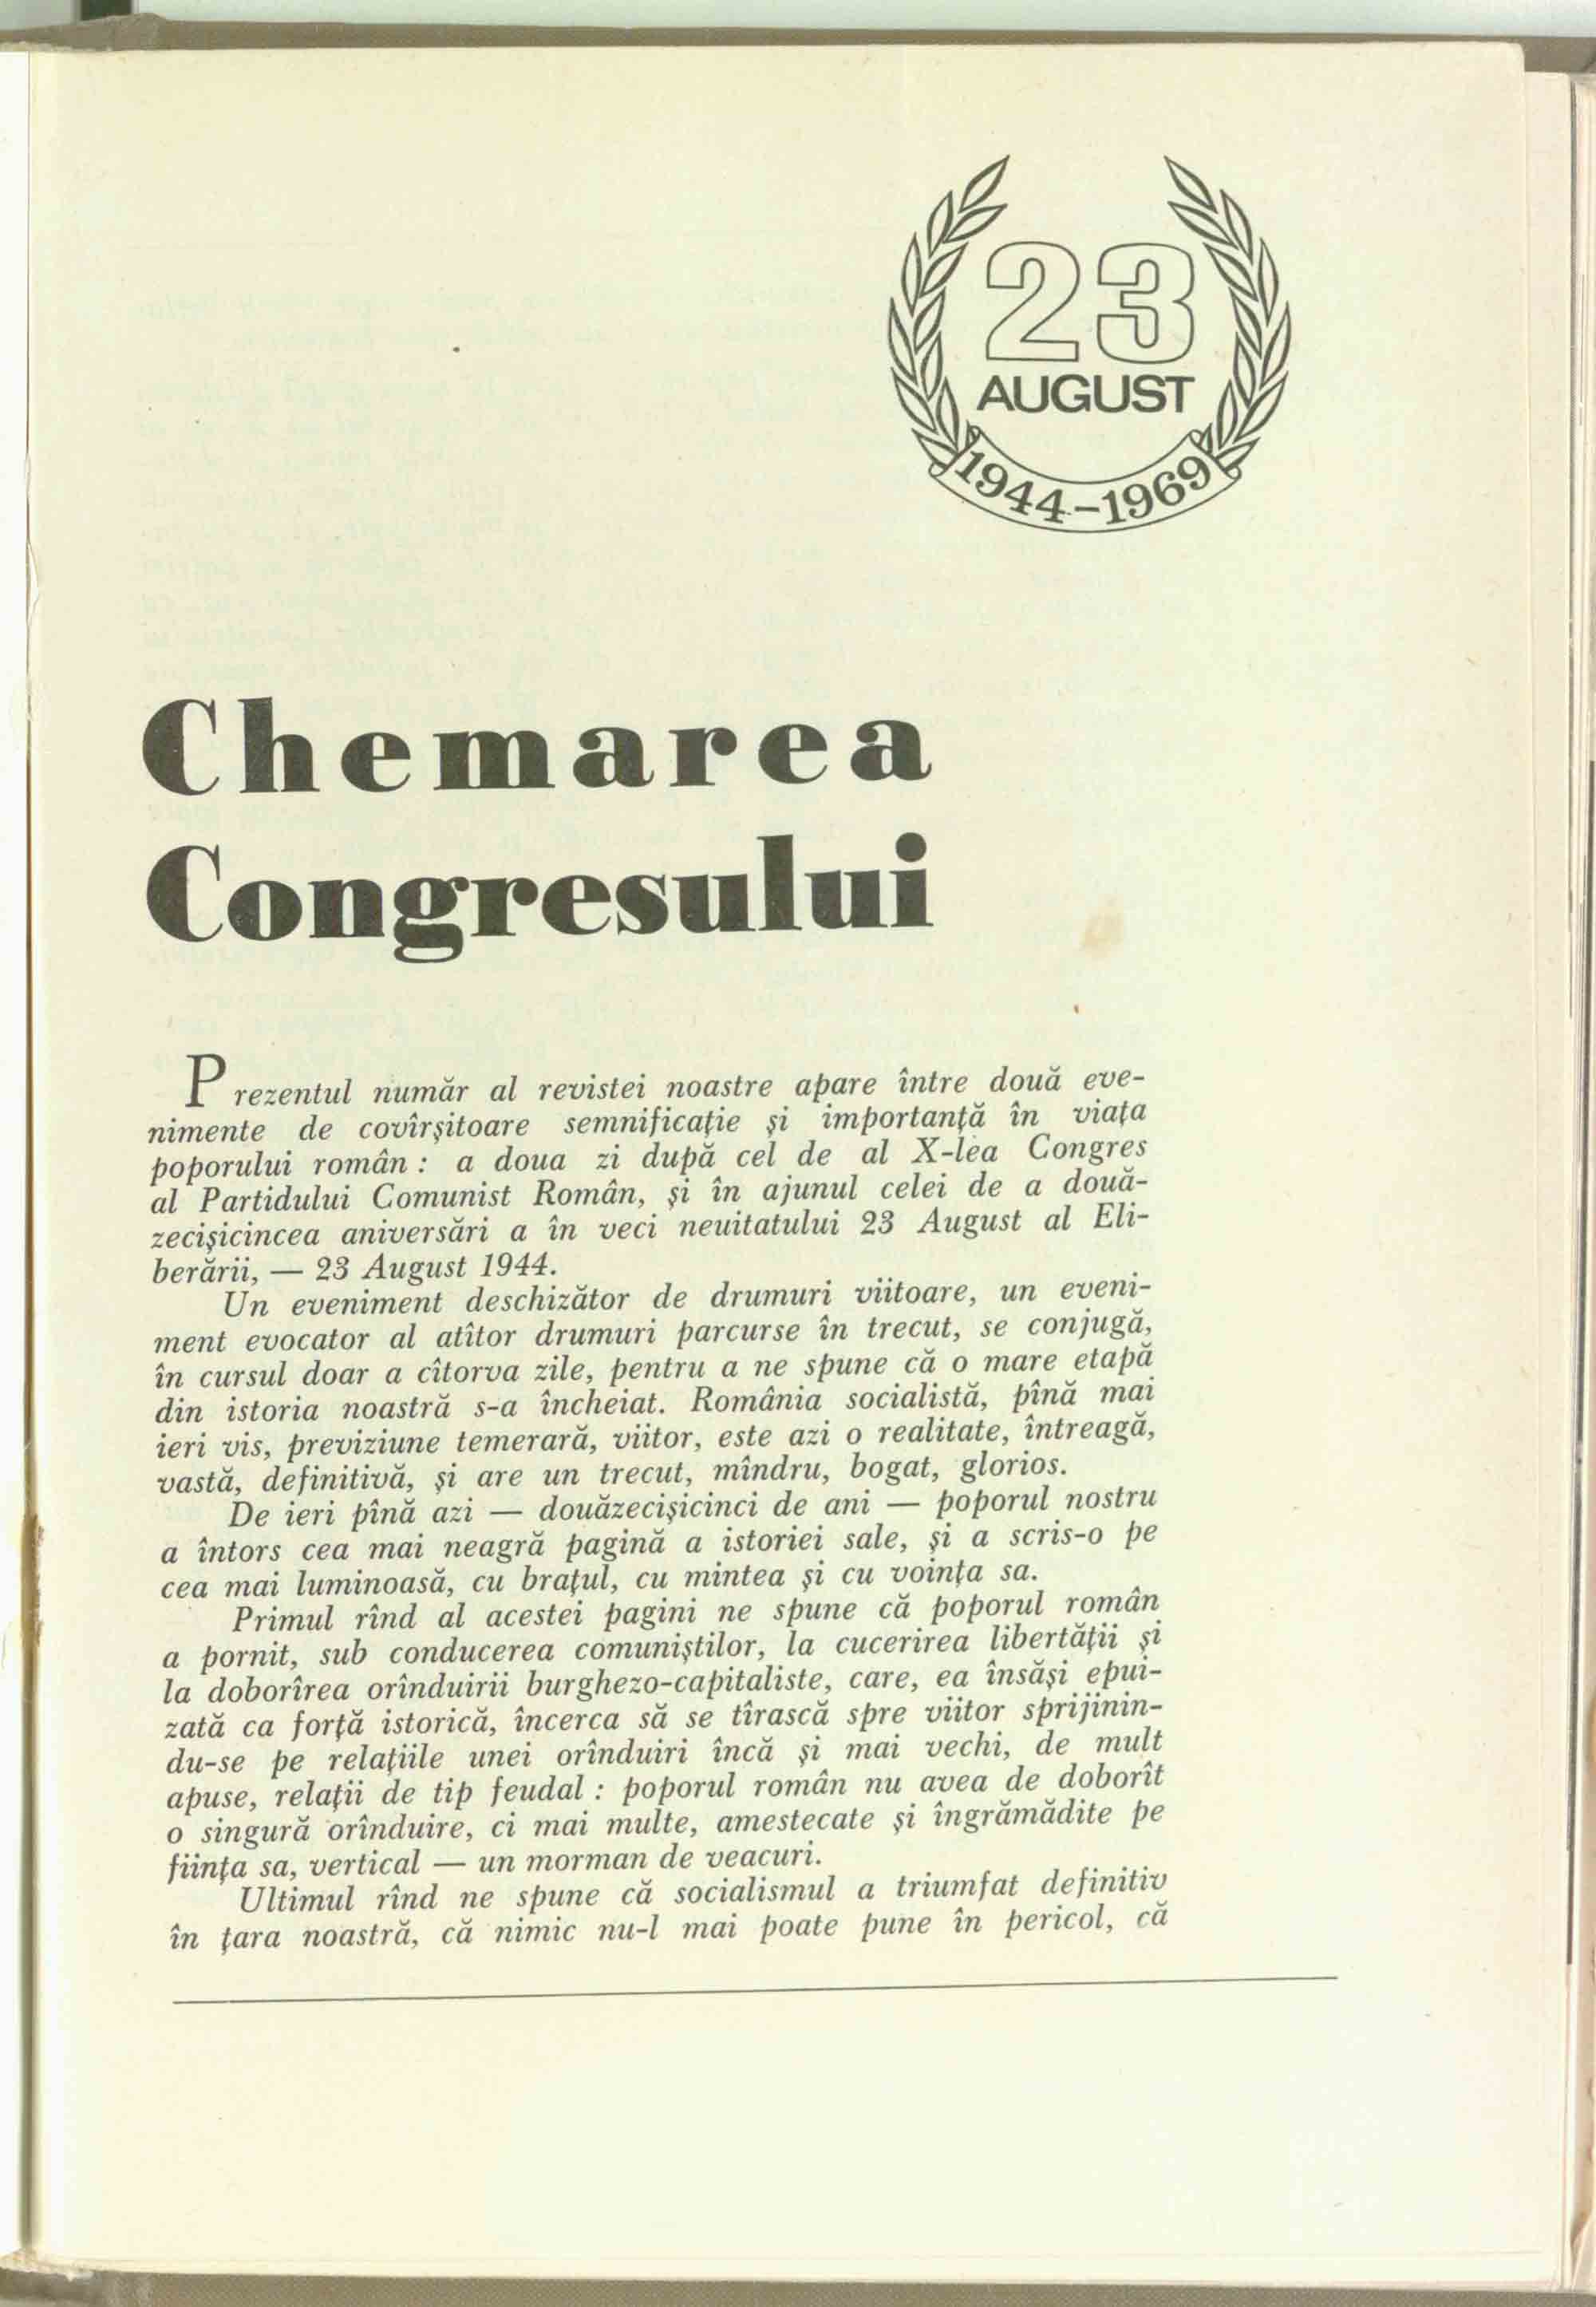 23
AUGUST
1944-1969
Chemarea
Congresului
Prezentul număr al revistei noastre apare între două eve-
nimente de covîrşitoare semnificaţie şi importanţă în viaţa
poporului român : a doua zi după cel de al X-lea Congres
al Partidului Comunist Român, şi în ajunul celei de a două-
zecişicincea aniversări a în veci neuitatului 23 August al Eli-
berării, — 23 August 1944.
Un eveniment deschizător de drumuri viitoare, un eveni-
ment evocator al atîtor drumuri parcurse în trecut, se conjugă,
în cursul doar a cîtorva zile, pentru a ne spune că o mare etapă
din istoria noastră s-a încheiat. România socialistă, pînă mai
ieri vis, previziune temerară, viitor, este azi o realitate, întreagă,
vastă, definitivă, şi are un trecut, mîndru, bogat, glorios.
De ieri pînă azi — douăzecişicinci de ani — poporul nostru
a întors cea mai neagră pagină a istoriei sale, şi a scris-o pe
cea mai luminoasă, cu braţul, cu mintea şi cu voinţa sa.
Primul rînd al acestei pagini ne spune că poporul român
a pornit, sub conducerea comuniştilor, la cucerirea libertăţii şi
la doborîrea orînduirii burghezo-capitaliste, care, ea însăşi epui-
zată ca forţă istorică, încerca să se tîrască spre viitor sprijinin-
du-se pe relaţiile unei orînduiri încă şi mai vechi, de mult
apuse, relaţii de tip feudal : poporul român nu avea de doborît
o singură orînduire, ci mai multe, amestecate şi îngrămădite pe
fiinţa sa, vertical — un morman de veacuri.
Ultimul rînd ne spune că socialismul a triumfat definitiv
în ţara noastră, că nimic nu-l mai poate pune în pericol, că